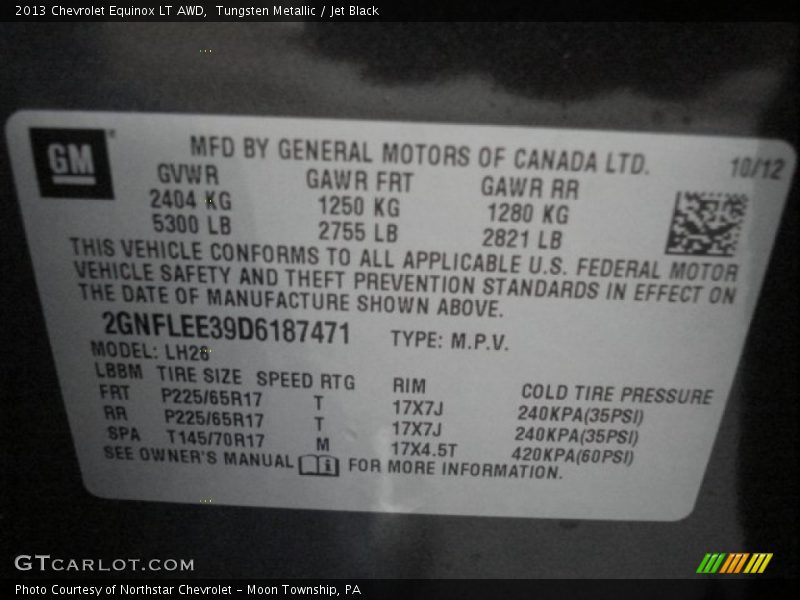 2013 Chevrolet Equinox LT AWD, Tungsten Metallic / Jet Black
GM
MFD BY GENERAL MOTORS OF CANADA LTD. 10/12
GVWR GAWR FRT GAWR RR
2404 KG 1250 KG 1280 KG
5300 LB 2755 LB 2821 LB
THIS VEHICLE CONFORMS TO ALL APPLICABLE U.S. FEDERAL MOTOR
VEHICLE SAFETY AND THEFT PREVENTION STANDARDS IN EFFECT ON
THE DATE OF MANUFACTURE SHOWN ABOVE.
2GNFLEE39D6187471 TYPE: M.P.V.
MODEL: LH26
LBBM TIRE SIZE SPEED RTG RIM COLD TIRE PRESSURE
FRT P225/65R17 T 17X7J 240KPA(35PSI)
RR P225/65R17 T 17X7J 240KPA(35PSI)
SPA T145/70R17 M 17X4.5T 420KPA(60PSI)
SEE OWNER'S MANUAL i FOR MORE INFORMATION.
GTCARLOT.COM
Photo Courtesy of Northstar Chevrolet - Moon Township, PA